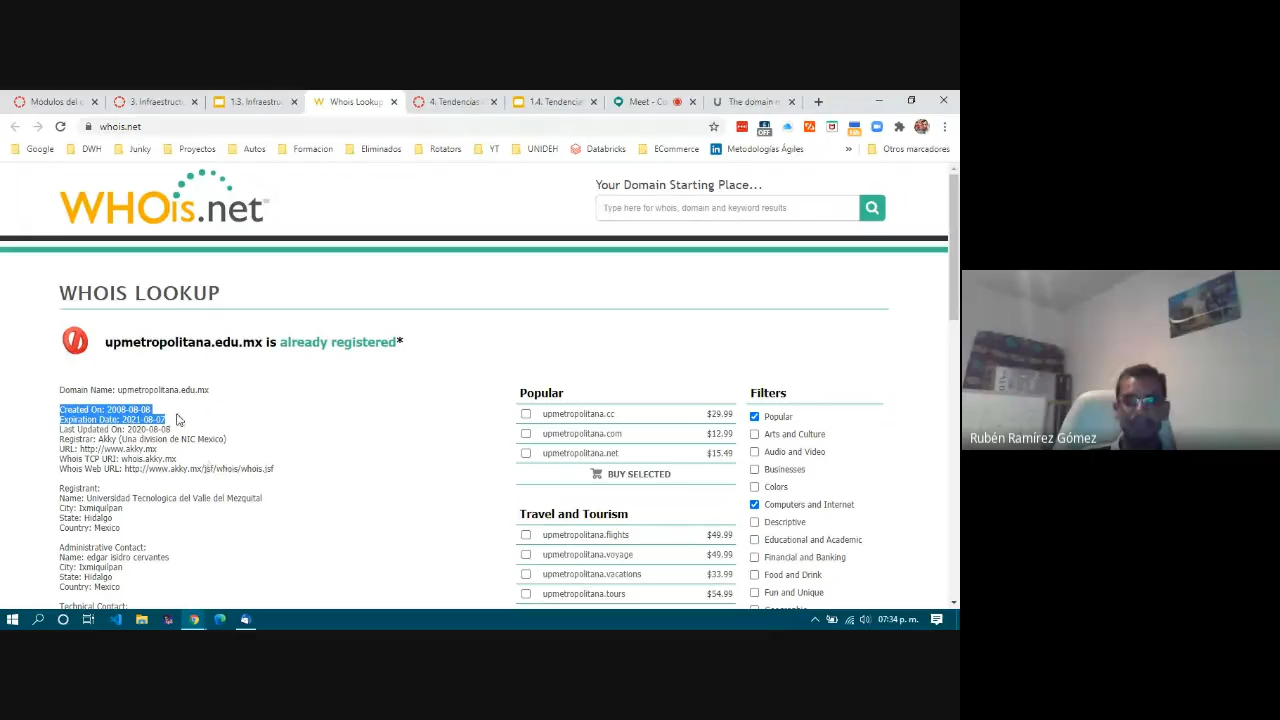 Módulos del c
3. Infraestruct
1.3. Infraestruc
Whois Lookup
4. Tendencias
1.4. Tendencia
Meet - Co
The domain n
whois.net
OFF
Google
DWH
Junky
Proyectos
Autos
Formacion
Eliminados
Rotators
YT
UNIDEH
Databricks
ECommerce
Metodologías Ágiles
»
Otros marcadores
WHOis.net
Your Domain Starting Place...
Type here for whois, domain and keyword results
WHOIS LOOKUP
upmetropolitana.edu.mx is already registered*
Domain Name: upmetropolitana.edu.mx
Created On: 2008-08-08
Expiration Date: 2021-08-07
Last Updated On: 2020-08-08
Registrar: Akky (Una division de NIC Mexico)
URL: http://www.akky.mx
Whois TCP URI: whois.akky.mx
Whois Web URL: http://www.akky.mx/jsf/whois/whois.jsf
Registrant:
Name: Universidad Tecnologica del Valle del Mezquital
City: Ixmiquilpan
State: Hidalgo
Country: Mexico
Administrative Contact:
Name: edgar isidro cervantes
City: Ixmiquilpan
State: Hidalgo
Country: Mexico
Technical Contact:
Popular
upmetropolitana.cc $29.99
upmetropolitana.com $12.99
upmetropolitana.net $15.49
BUY SELECTED
Travel and Tourism
upmetropolitana.flights $49.99
upmetropolitana.voyage $49.99
upmetropolitana.vacations $33.99
upmetropolitana.tours $54.99
Filters
Popular
Arts and Culture
Audio and Video
Businesses
Colors
Computers and Internet
Descriptive
Educational and Academic
Financial and Banking
Food and Drink
Fun and Unique
Geographic
07:34 p. m.
Rubén Ramírez Gómez